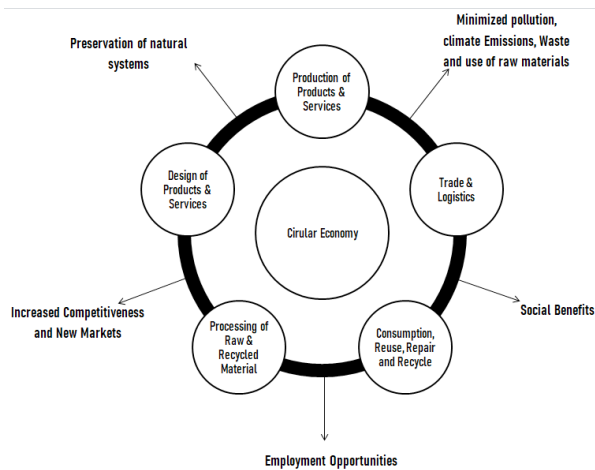 Minimized pollution,
climate Emissions, Waste
and use of raw materials
Preservation of natural
systems
Production of
Products &
Services
Design of
Products &
Services
Trade &
Logistics
Cirular Economy
Increased Competitiveness
and New Markets
Social Benefits
Processing of
Raw &
Recycled
Material
Consumption,
Reuse, Repair
and Recycle
Employment Opportunities